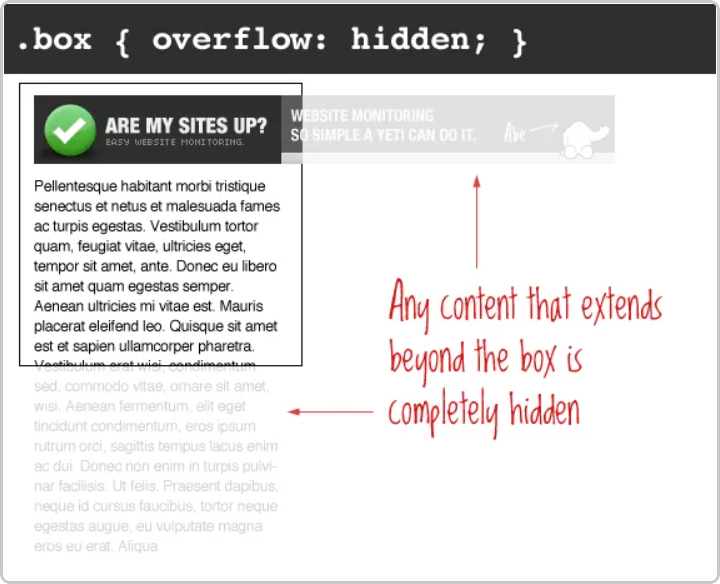 .box { overflow: hidden; }
ARE MY SITES UP?
EASY WEBSITE MONITORING.
WEBSITE MONITORING
SO SIMPLE A YETI CAN DO IT.
Abe
Pellentesque habitant morbi tristique
senectus et netus et malesuada fames
ac turpis egestas. Vestibulum tortor
quam, feugiat vitae, ultricies eget,
tempor sit amet, ante. Donec eu libero
sit amet quam egestas semper.
Aenean ultricies mi vitae est. Mauris
placerat eleifend leo. Quisque sit amet
est et sapien ullamcorper pharetra.
Vestibulum erat wisi, condimentum
sed, commodo vitae, ornare sit amet,
wisi. Aenean fermentum, elit eget
tincidunt condimentum, eros ipsum
rutrum orci, sagittis tempus lacus enim
ac dui. Donec non enim in turpis pulvi-
nar facilisis. Ut felis. Praesent dapibus,
neque id cursus faucibus, tortor neque
egestas augue, eu vulputate magna
eros eu erat. Aliqua
Any content that extends
beyond the box is
completely hidden